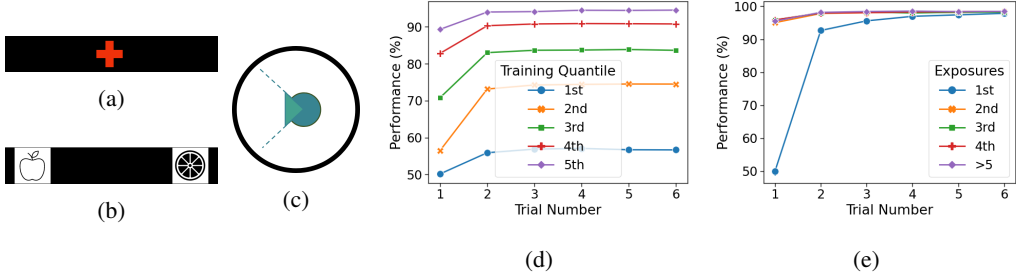 (a)
(b)
(c)
Performance (%)
90
80
70
60
50
Training Quantile
1st
2nd
3rd
4th
5th
1 2 3 4 5 6
Trial Number
(d)
Performance (%)
100
90
80
70
60
50
Exposures
1st
2nd
3rd
4th
>5
1 2 3 4 5 6
Trial Number
(e)